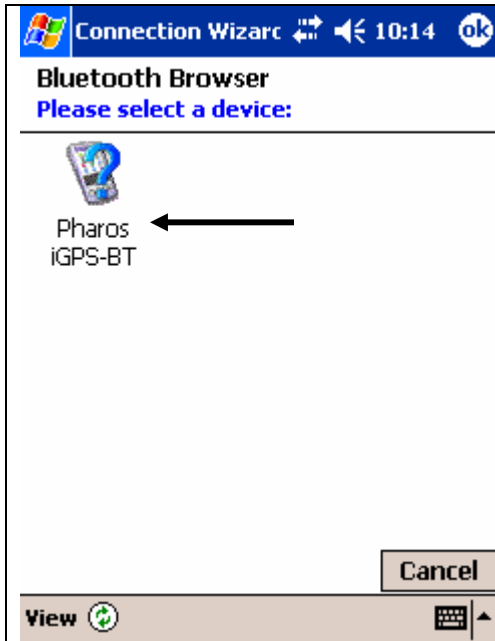 Connection Wizarc 10:14 ok
Bluetooth Browser
Please select a device:
Pharos
iGPS-BT
Cancel
View